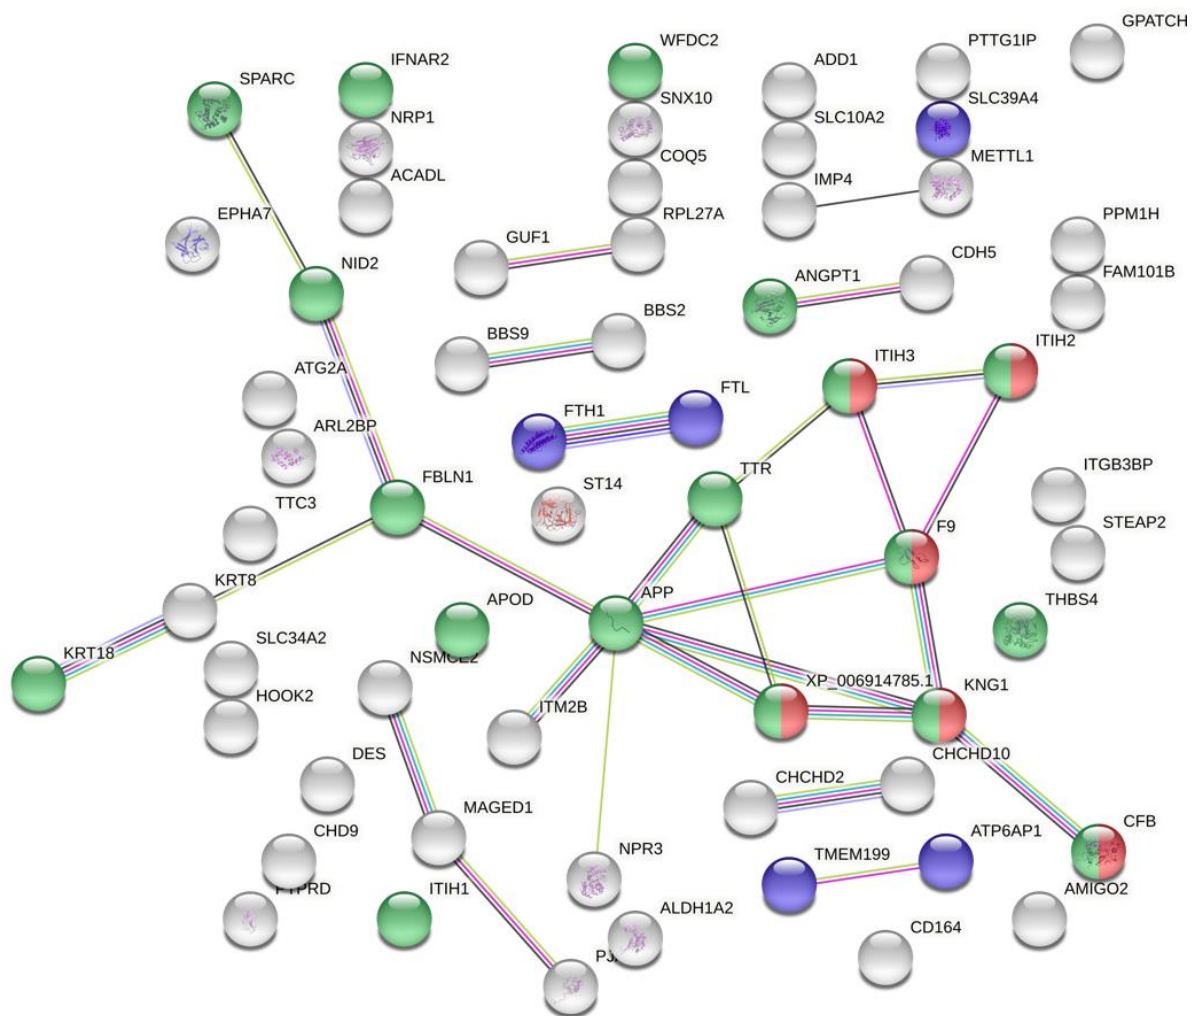 GPATCH
WFDC2
PTTG1IP
IFNAR2
ADD1
SPARC
SNX10
SLC39A4
NRP1
SLC10A2
COQ5
METTL1
ACADL
IMP4
EPHA7
RPL27A
PPM1H
GUF1
CDH5
NID2
ANGPT1
FAM101B
BBS2
BBS9
ITIH2
ITIH3
ATG2A
FTL
FTH1
ARL2BP
ITGB3BP
FBLN1
TTR
ST14
TTC3
F9
STEAP2
KRT8
APP
APOD
THBS4
SLC34A2
KRT18
NSMCE2
XP_006914785.1
KNG1
HOOK2
ITM2B
DES
CHCHD10
CHCHD2
MAGED1
CFB
CHD9
ATP6AP1
NPR3
TMEM199
ITIH1
PTPRD
AMIGO2
ALDH1A2
CD164